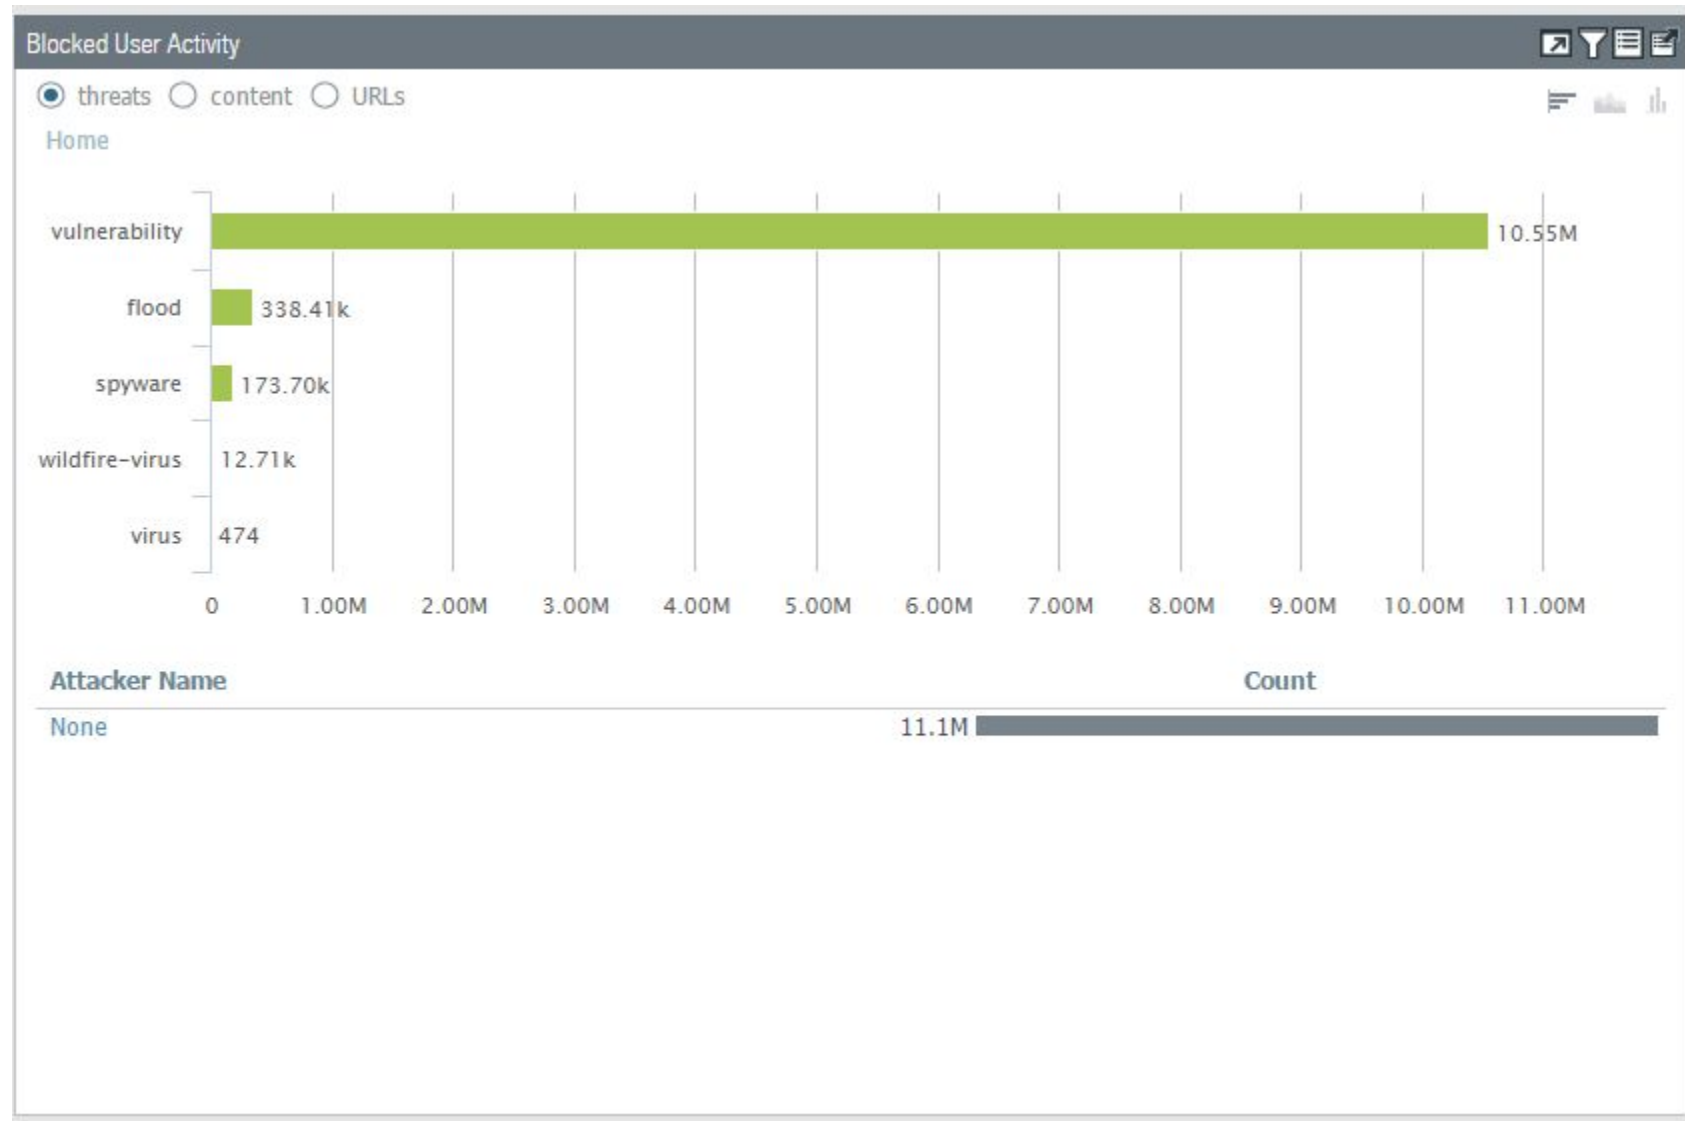 Blocked User Activity
threats content URLs
Home
vulnerability 10.55M
flood 338.41k
spyware 173.70k
wildfire-virus 12.71k
virus 474
0 1.00M 2.00M 3.00M 4.00M 5.00M 6.00M 7.00M 8.00M 9.00M 10.00M 11.00M
Attacker Name Count
None 11.1M